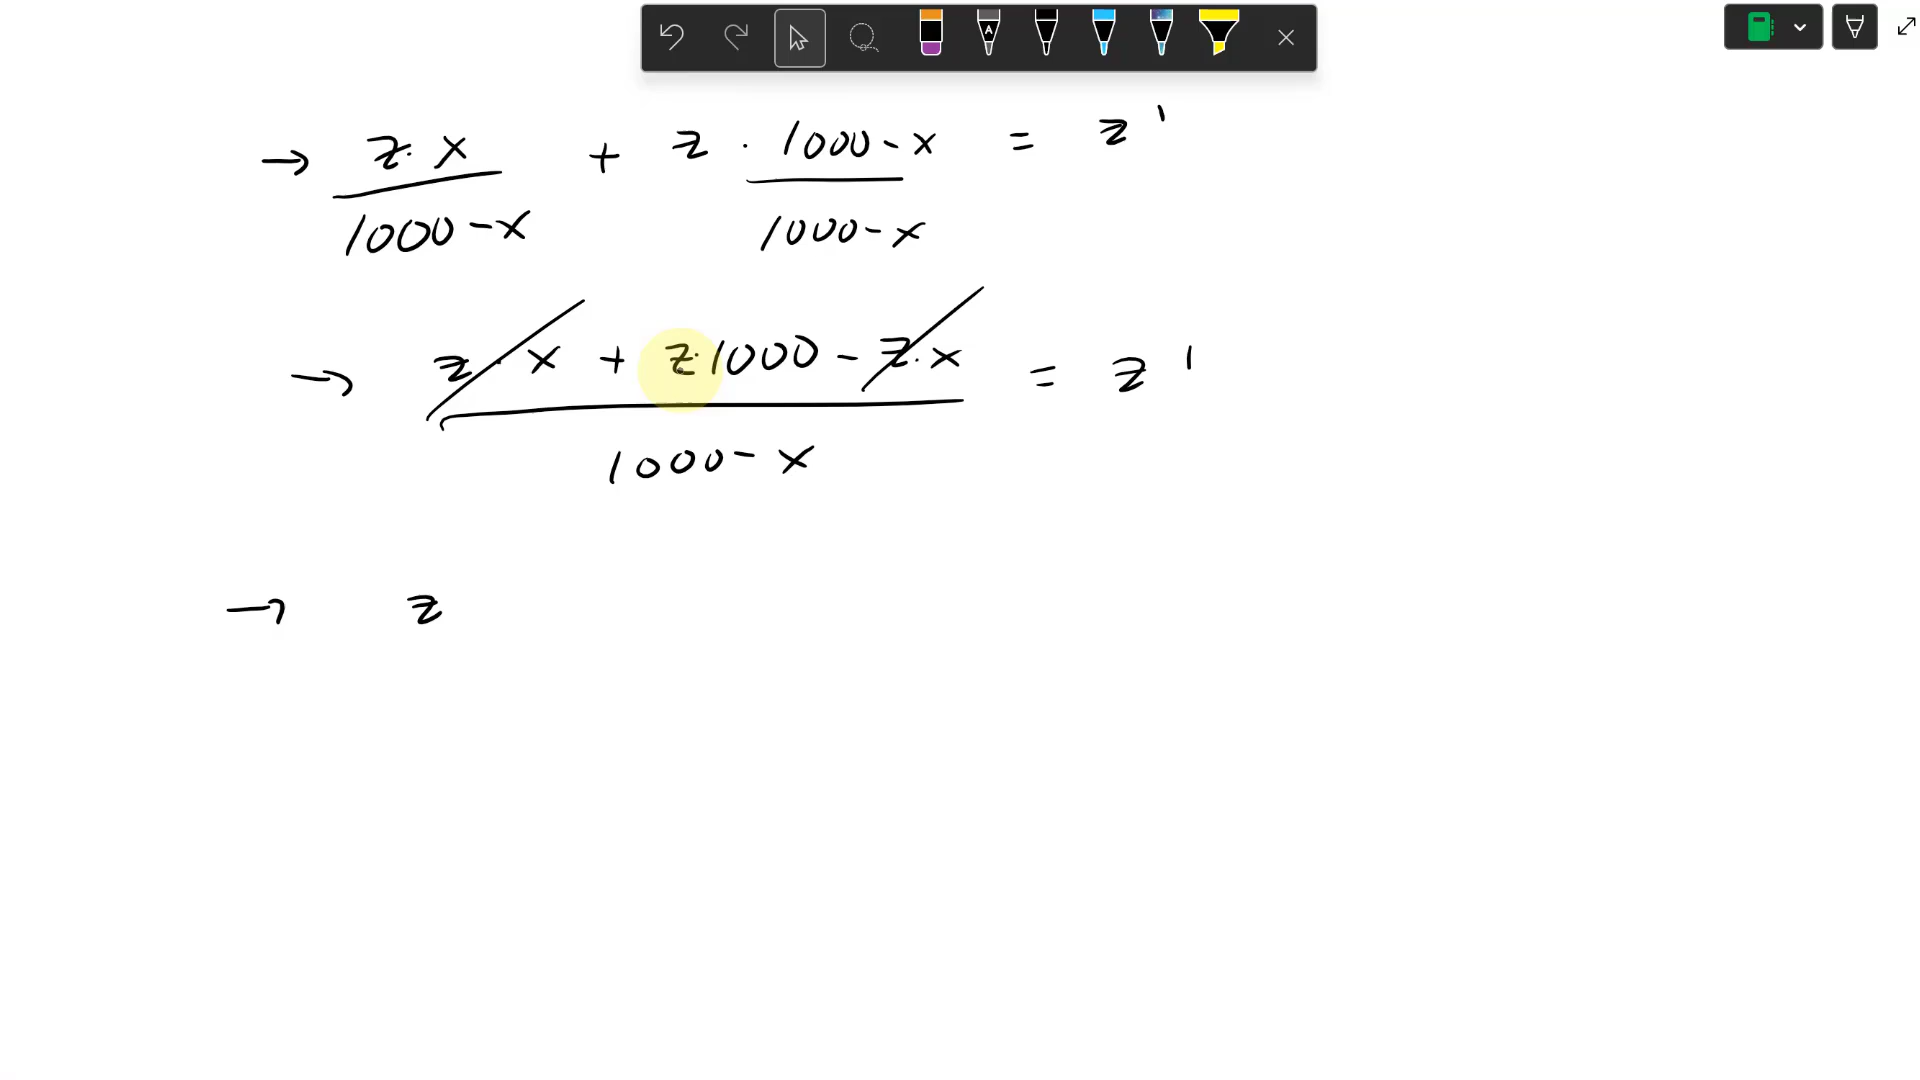 → z·x + z · 1000-x = z'
1000-x 1000-x
→ z·x + z·1000 - z·x = z'
1000-x
→ z